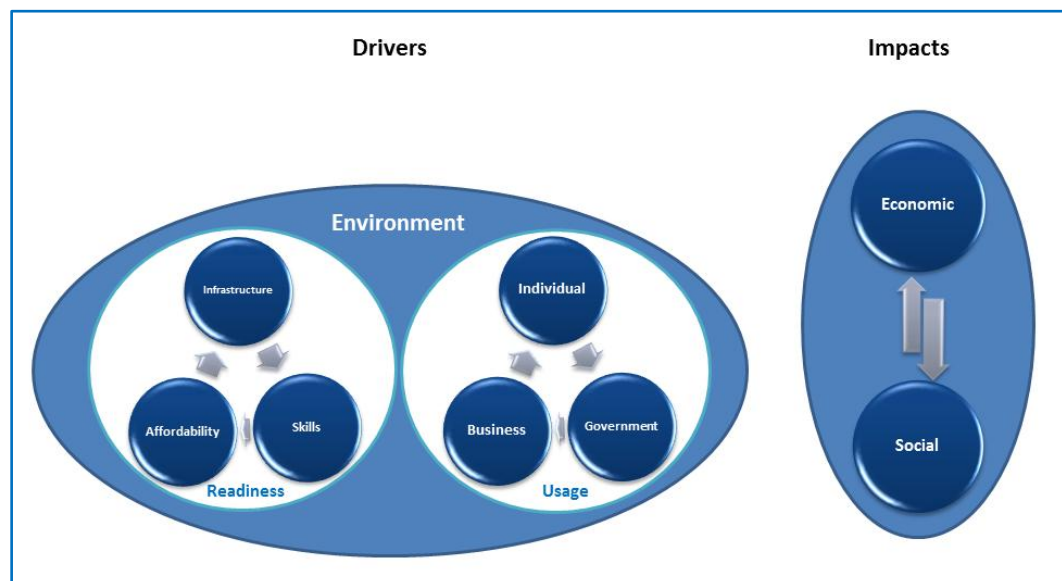 Drivers
Impacts
Environment
Infrastructure
Affordability
Skills
Readiness
Individual
Business
Government
Usage
Economic
Social